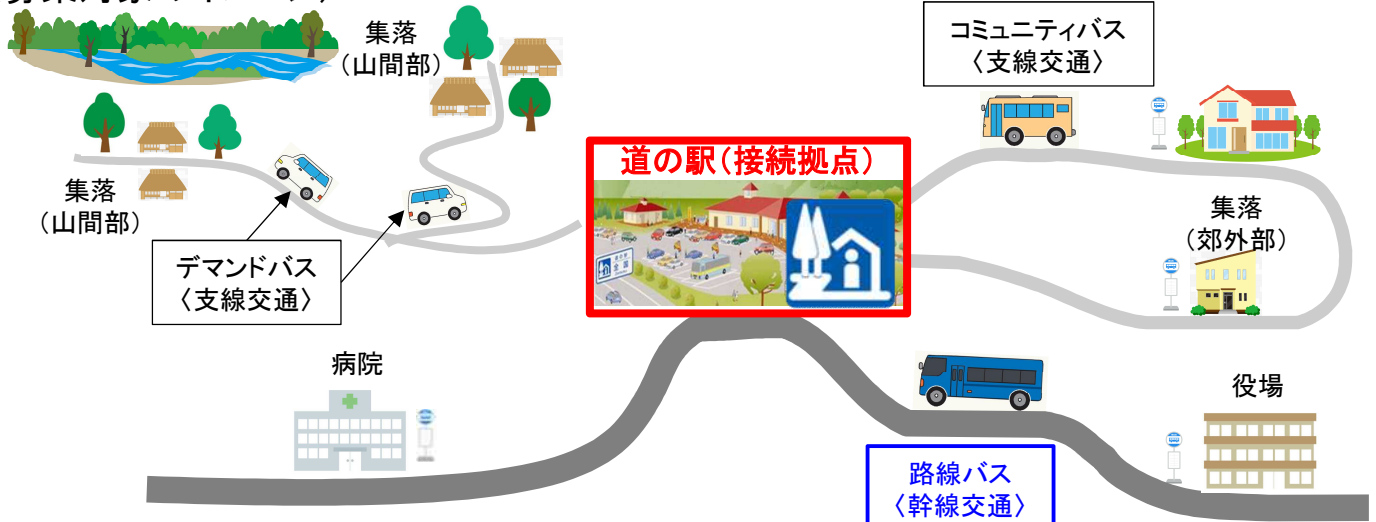 集落
(山間部)
コミュニティバス
〈支線交通〉
道の駅(接続拠点)
集落
(山間部)
集落
(郊外部)
デマンドバス
〈支線交通〉
病院
役場
路線バス
〈幹線交通〉